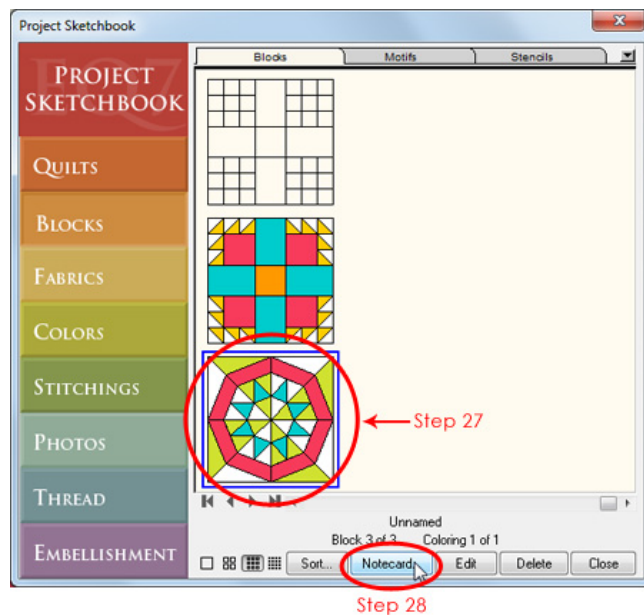 Project Sketchbook
EQ7
PROJECT
SKETCHBOOK
QUILTS
BLOCKS
FABRICS
COLORS
STITCHINGS
PHOTOS
THREAD
EMBELLISHMENT
Blocks Motifs Stencils
Step 27
Unnamed
Block 3 of 3 Coloring 1 of 1
Sort... Notecard Edit Delete Close
Step 28